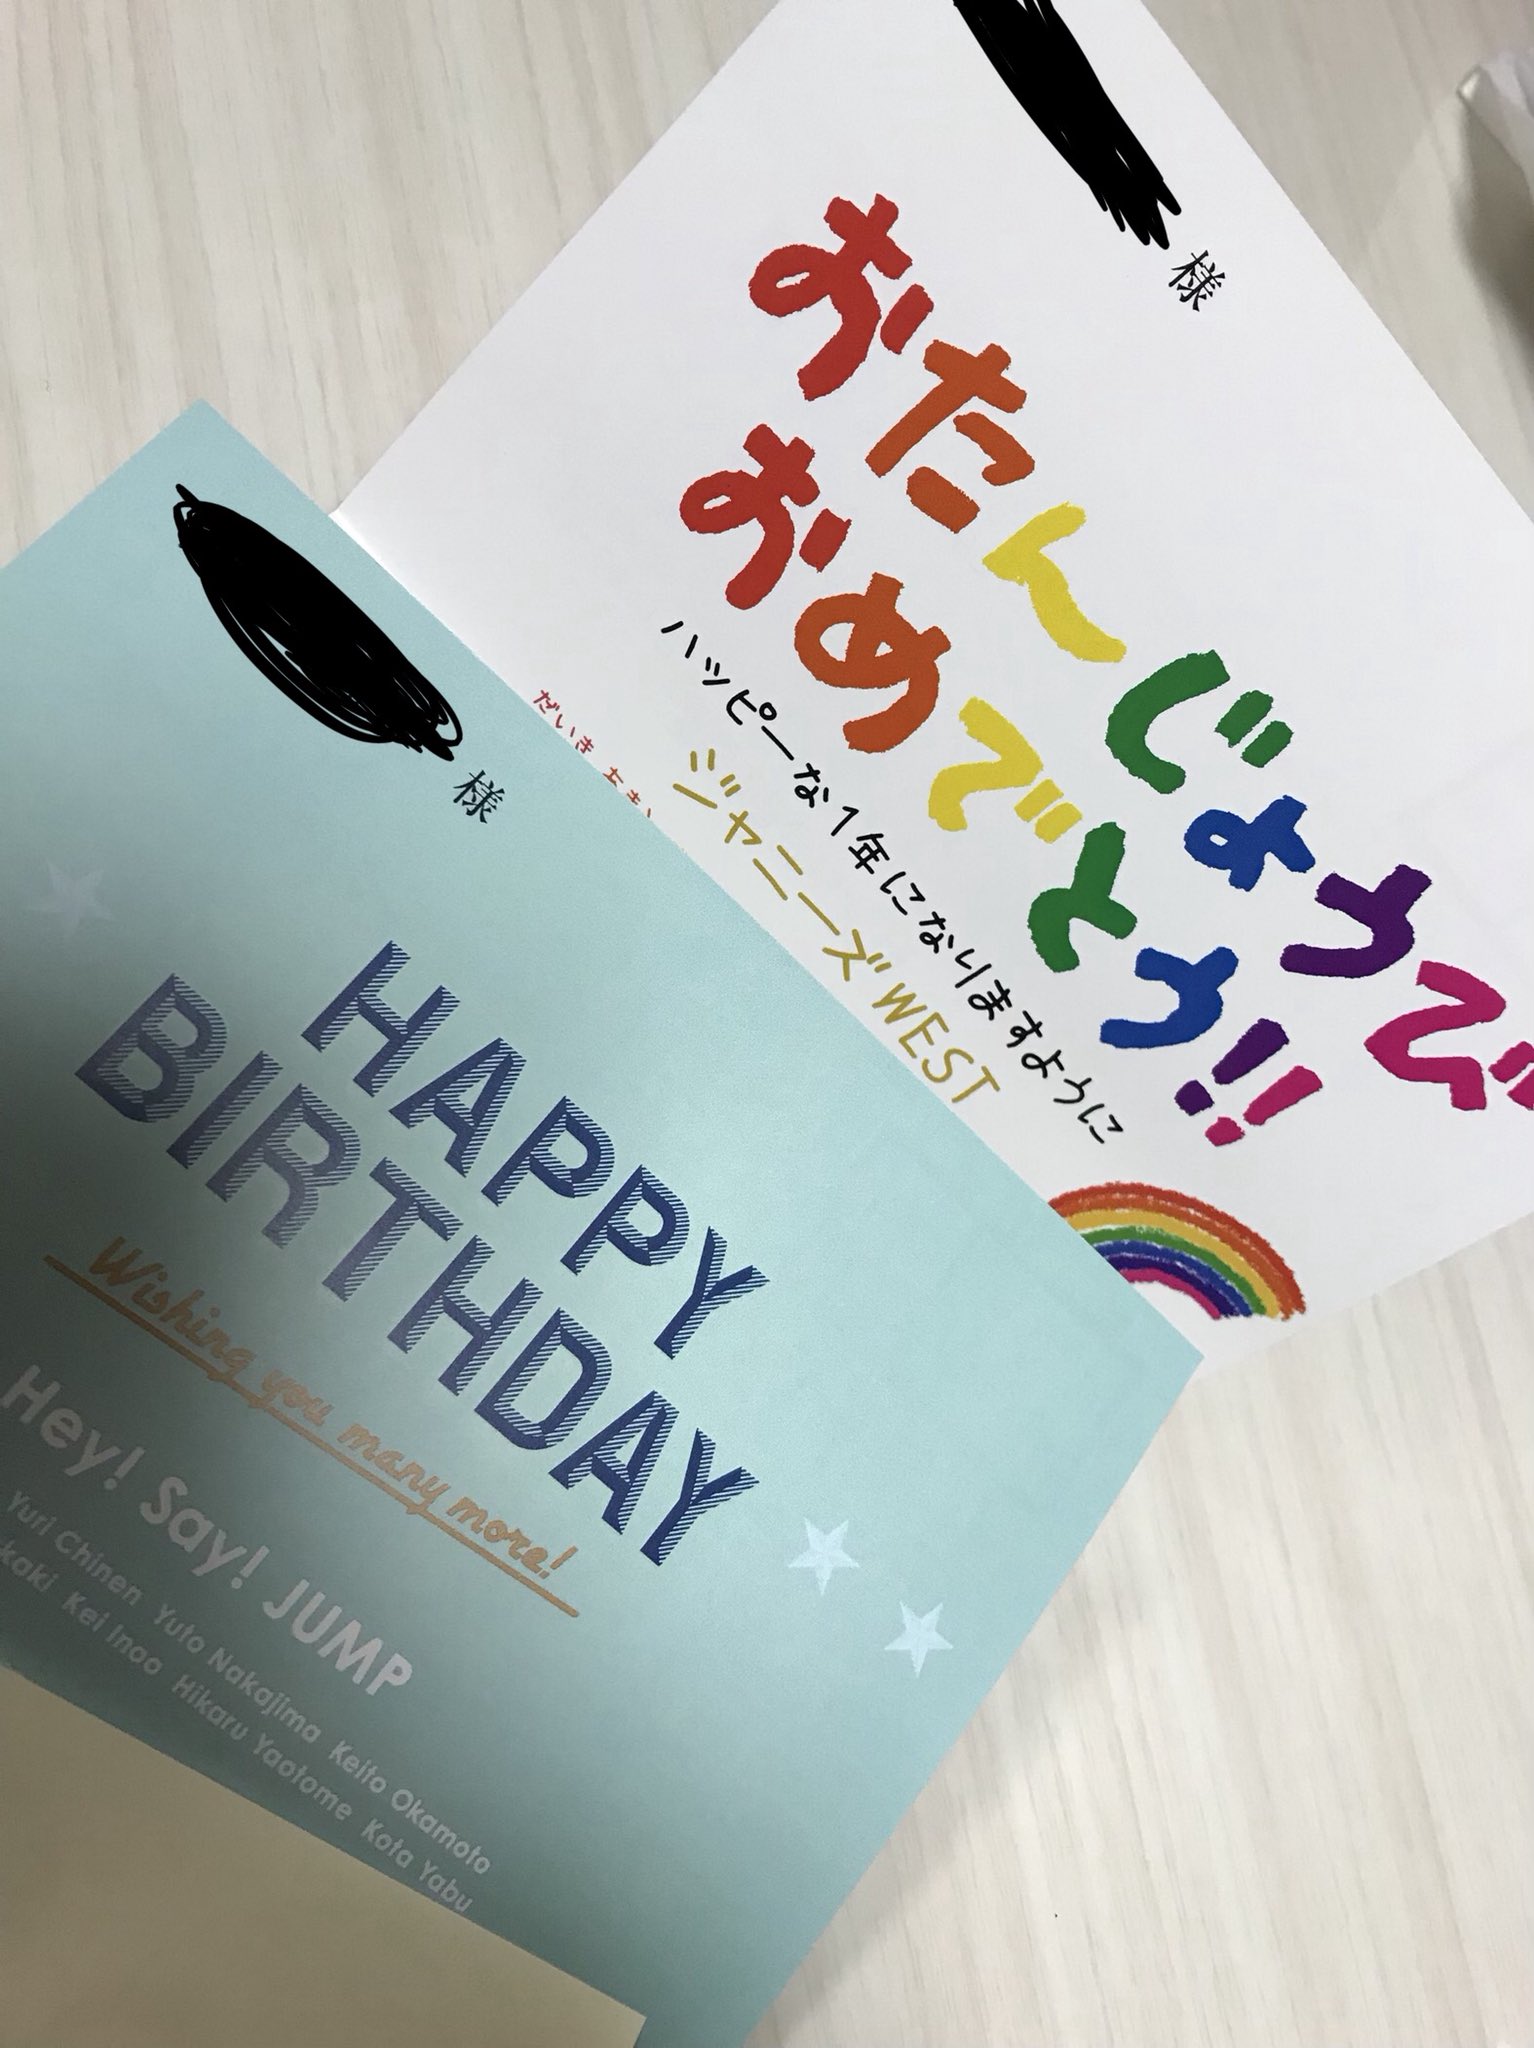 様
おたんじょうび
おめでとう!!
ハッピーな1年になりますように
ジャニーズWEST
だいき
様
HAPPY
BIRTHDAY
Wishing you many more!
Hey! Say! JUMP
Yuri Chinen Yuto Nakajima Keito Okamoto
Kei Inoo Hikaru Yaotome Kota Yabu